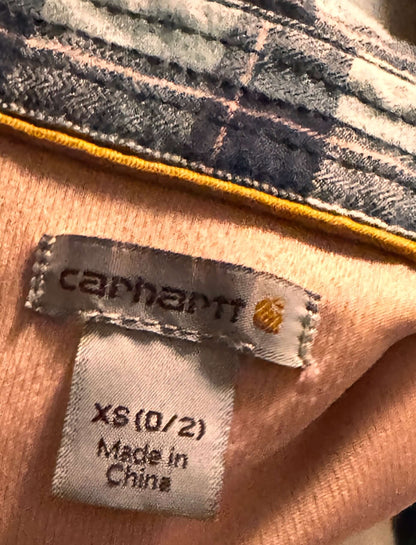 carhartt
XS (0/2)
Made in
China